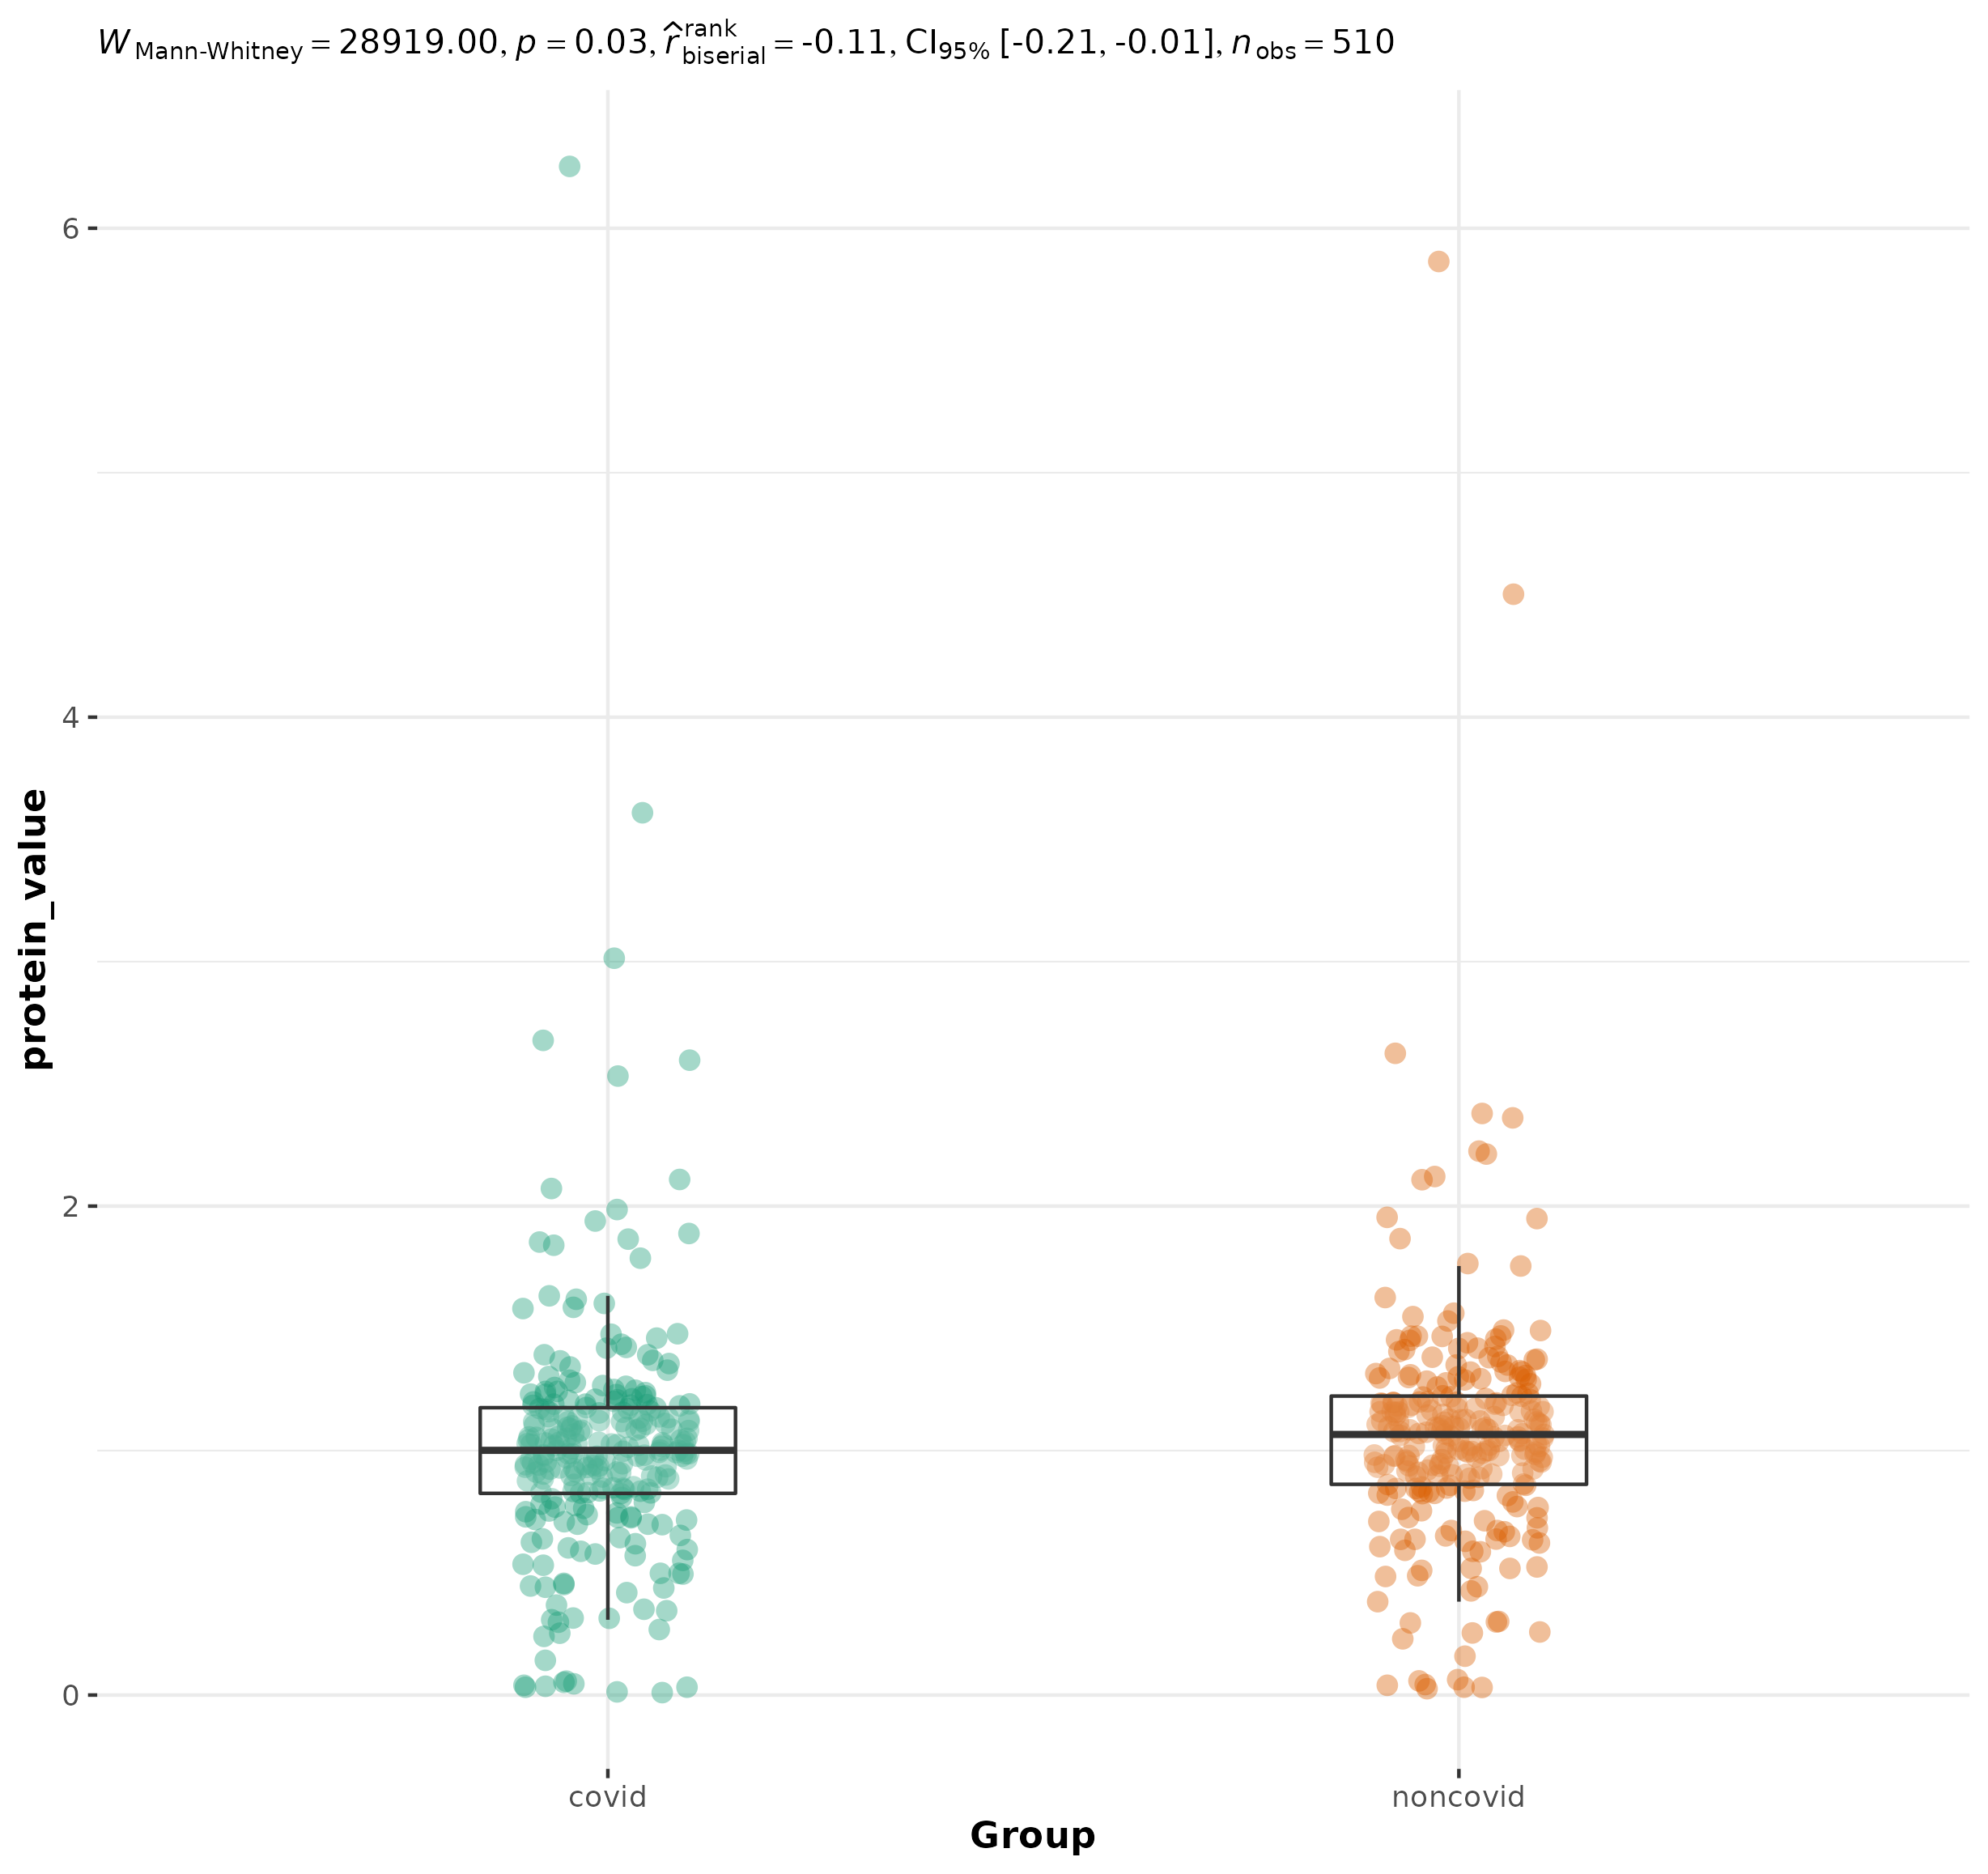 W Mann-Whitney = 28919.00, p = 0.03, r̂ rank biserial = -0.11, CI95% [-0.21, -0.01], n obs = 510
6
4
2
0
protein_value
covid noncovid
Group